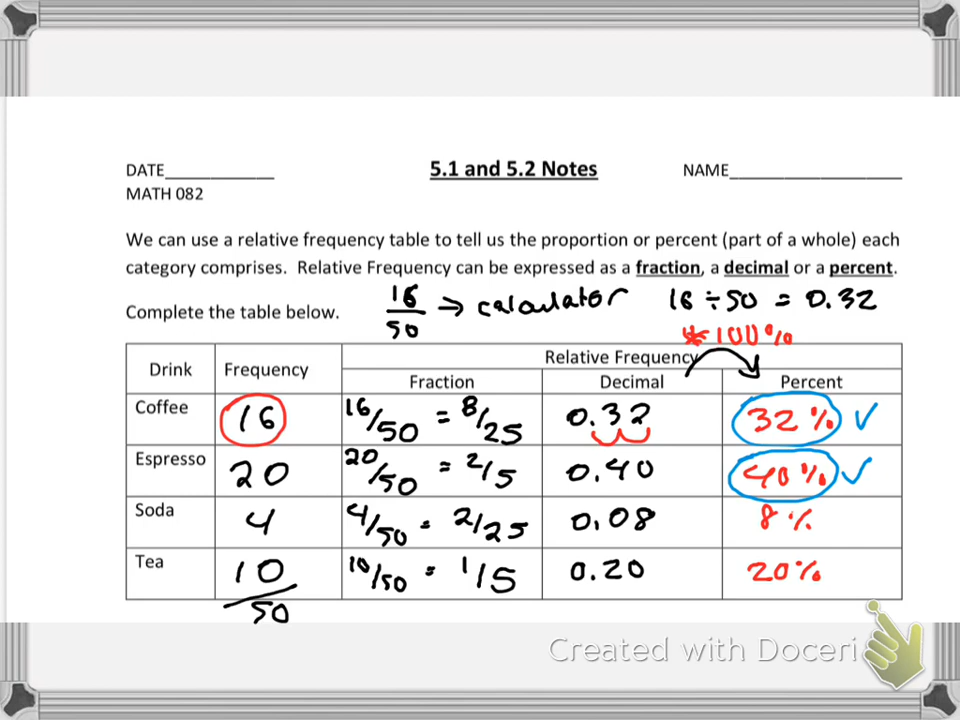 DATE____________ 5.1 and 5.2 Notes NAME___________________
MATH 082
We can use a relative frequency table to tell us the proportion or percent (part of a whole) each
category comprises. Relative Frequency can be expressed as a fraction, a decimal or a percent.
Complete the table below. 16/50 => calculator 16 ÷ 50 = 0.32
*100%
Relative Frequency
Drink Frequency Fraction Decimal Percent
Coffee 16 16/50 = 8/25 0.32 32% ✓
Espresso 20 20/50 = 2/5 0.40 40% ✓
Soda 4 4/50 = 2/25 0.08 8%
Tea 10 10/50 = 1/5 0.20 20%
50
Created with Doceri